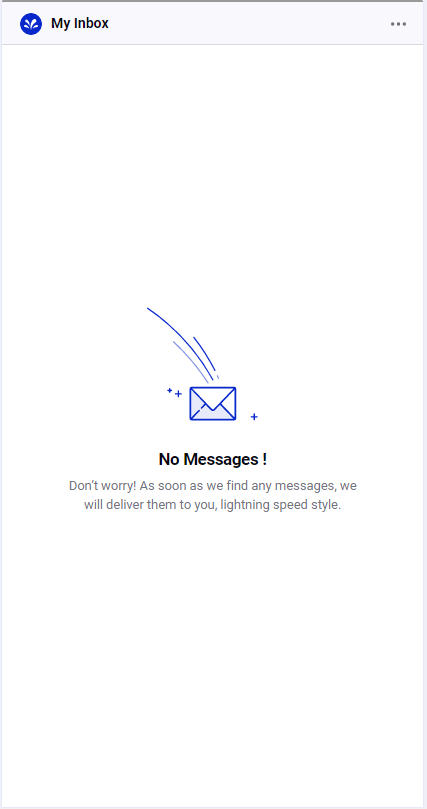 My Inbox
No Messages !
Don't worry! As soon as we find any messages, we
will deliver them to you, lightning speed style.